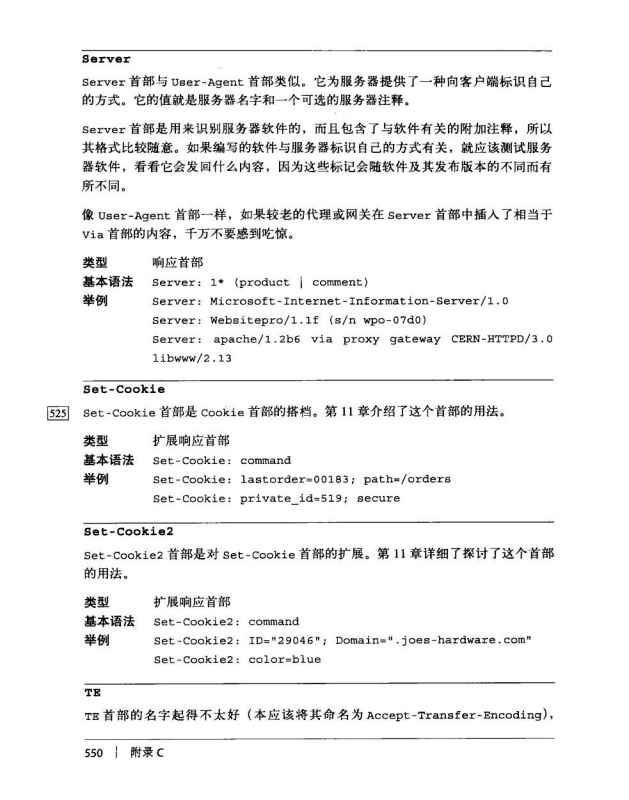 Server
Server 首部与 User-Agent 首部类似。它为服务器提供了一种向客户端标识自己
的方式。它的值就是服务器名字和一个可选的服务器注释。
Server 首部是用来识别服务器软件的，而且包含了与软件有关的附加注释，所以
其格式比较随意。如果编写的软件与服务器标识自己的方式有关，就应该测试服务
器软件，看看它会发回什么内容，因为这些标记会随软件及其发布版本的不同而有
所不同。
像 User-Agent 首部一样，如果较老的代理或网关在 Server 首部中插入了相当于
Via 首部的内容，千万不要感到吃惊。
类型 响应首部
基本语法 Server: 1* (product | comment)
举例 Server: Microsoft-Internet-Information-Server/1.0
Server: Websitepro/1.1f (s/n wpo-07d0)
Server: apache/1.2b6 via proxy gateway CERN-HTTPD/3.0
libwww/2.13
Set-Cookie
525 Set-Cookie 首部是 Cookie 首部的搭档。第 11 章介绍了这个首部的用法。
类型 扩展响应首部
基本语法 Set-Cookie: command
举例 Set-Cookie: lastorder=00183; path=/orders
Set-Cookie: private_id=519; secure
Set-Cookie2
Set-Cookie2 首部是对 Set-Cookie 首部的扩展。第 11 章详细了探讨了这个首部
的用法。
类型 扩展响应首部
基本语法 Set-Cookie2: command
举例 Set-Cookie2: ID="29046"; Domain=".joes-hardware.com"
Set-Cookie2: color=blue
TE
TE 首部的名字起得不太好（本应该将其命名为 Accept-Transfer-Encoding），
550 | 附录 C